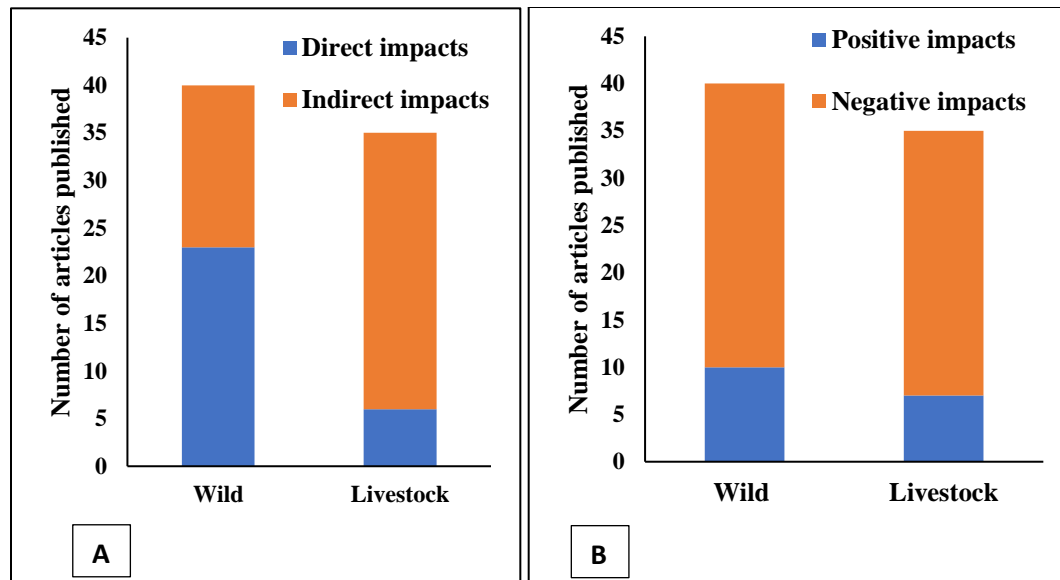 Number of articles published
45
40
35
30
25
20
15
10
5
0
Direct impacts
Indirect impacts
Wild
Livestock
A
Number of articles published
45
40
35
30
25
20
15
10
5
0
Positive impacts
Negative impacts
Wild
Livestock
B